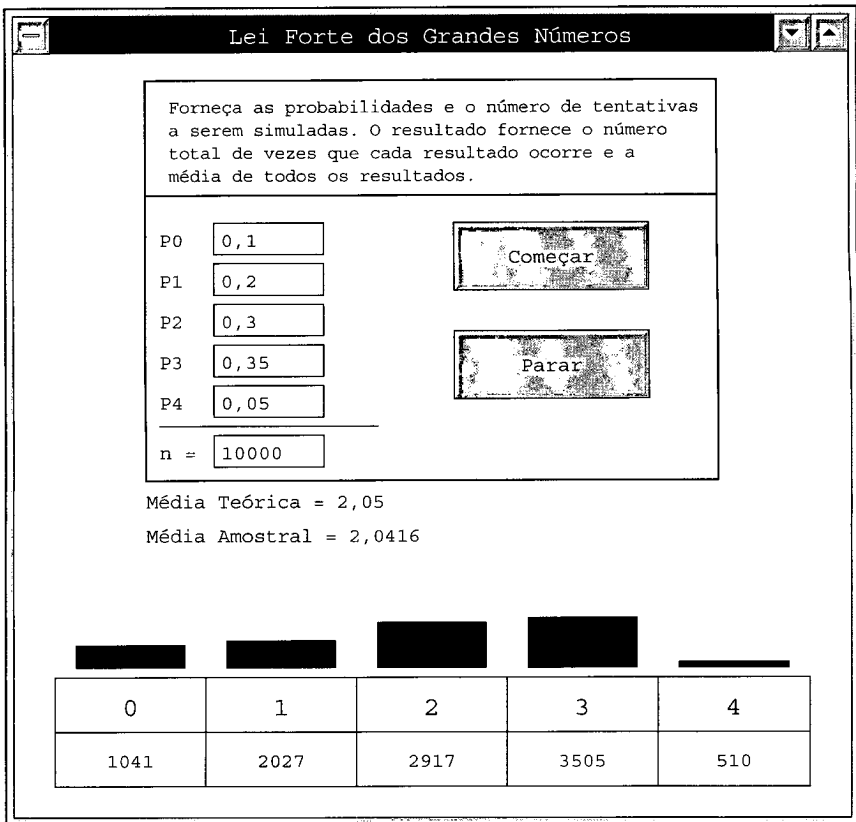 Lei Forte dos Grandes Números
Forneça as probabilidades e o número de tentativas
a serem simuladas. O resultado fornece o número
total de vezes que cada resultado ocorre e a
média de todos os resultados.
P0 0,1
P1 0,2
P2 0,3
P3 0,35
P4 0,05
n = 10000
Começar
Parar
Média Teórica = 2,05
Média Amostral = 2,0416
0 1 2 3 4
1041 2027 2917 3505 510